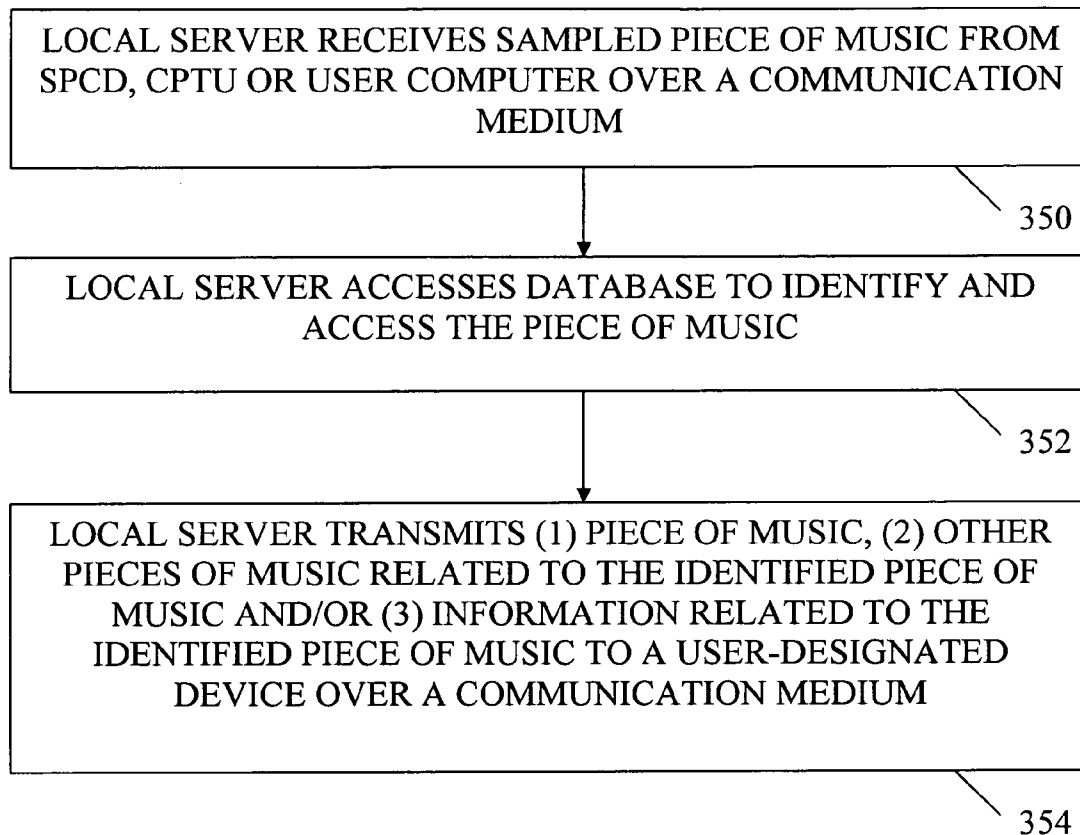 LOCAL SERVER RECEIVES SAMPLED PIECE OF MUSIC FROM
SPCD, CPTU OR USER COMPUTER OVER A COMMUNICATION
MEDIUM
350
LOCAL SERVER ACCESSES DATABASE TO IDENTIFY AND
ACCESS THE PIECE OF MUSIC
352
LOCAL SERVER TRANSMITS (1) PIECE OF MUSIC, (2) OTHER
PIECES OF MUSIC RELATED TO THE IDENTIFIED PIECE OF
MUSIC AND/OR (3) INFORMATION RELATED TO THE
IDENTIFIED PIECE OF MUSIC TO A USER-DESIGNATED
DEVICE OVER A COMMUNICATION MEDIUM
354